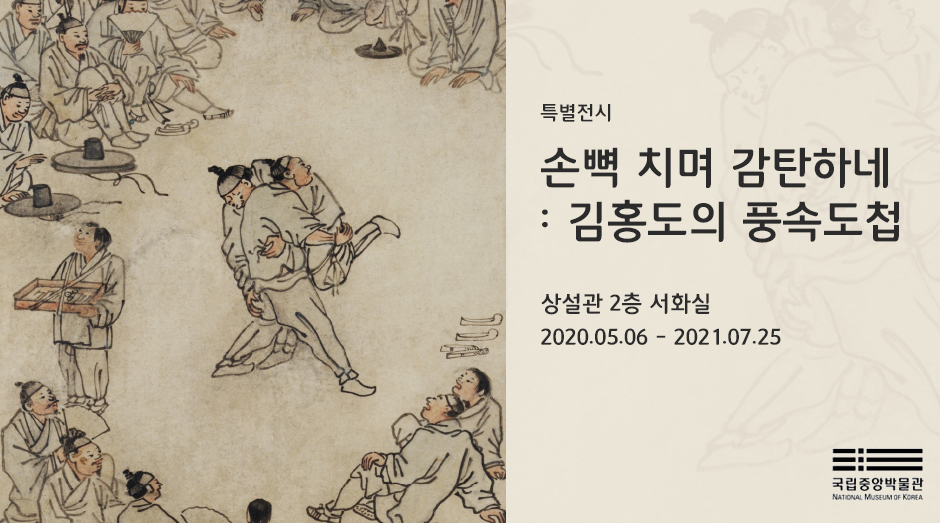 특별전시
손뼉 치며 감탄하네
: 김홍도의 풍속도첩
상설관 2층 서화실
2020.05.06 - 2021.07.25
국립중앙박물관
NATIONAL MUSEUM OF KOREA